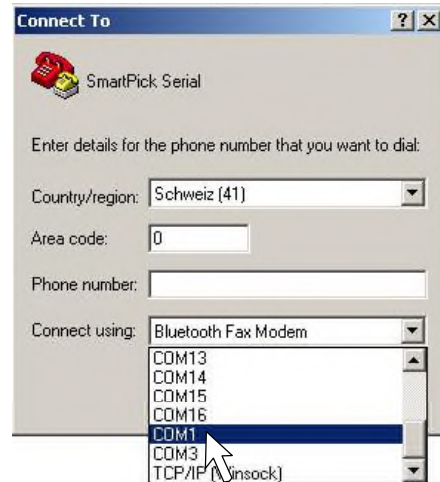 Connect To
SmartPick Serial
Enter details for the phone number that you want to dial:
Country/region: Schweiz (41)
Area code: 0
Phone number:
Connect using: Bluetooth Fax Modem
COM13
COM14
COM15
COM16
COM1
COM3
TCP/IP (Winsock)